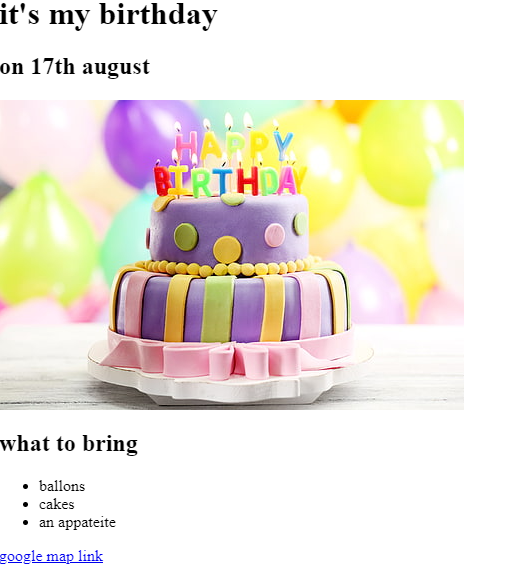 it's my birthday
on 17th august
HAPPY
BIRTHDAY
what to bring
ballons
cakes
an appateite
google map link